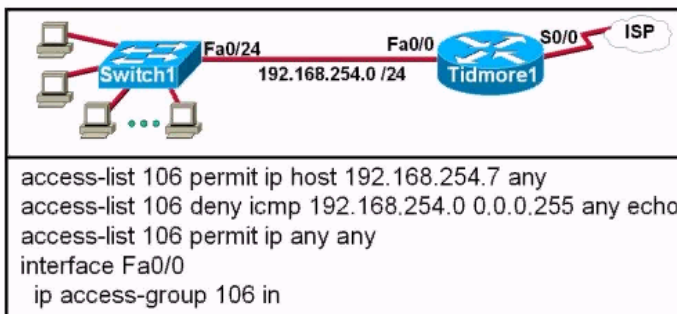 Fa0/24
Fa0/0
S0/0
ISP
Switch1
192.168.254.0 /24
Tidmore1
access-list 106 permit ip host 192.168.254.7 any
access-list 106 deny icmp 192.168.254.0 0.0.0.255 any echo
access-list 106 permit ip any any
interface Fa0/0
ip access-group 106 in